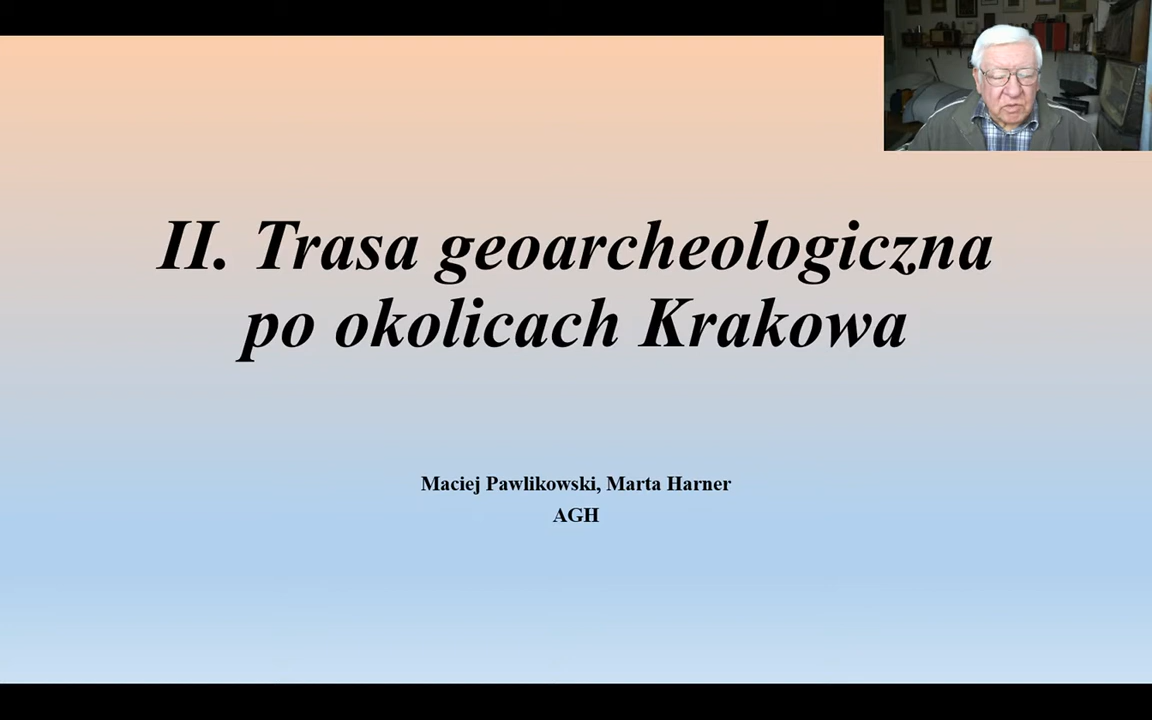 II. Trasa geoarcheologiczna
po okolicach Krakowa
Maciej Pawlikowski, Marta Harner
AGH